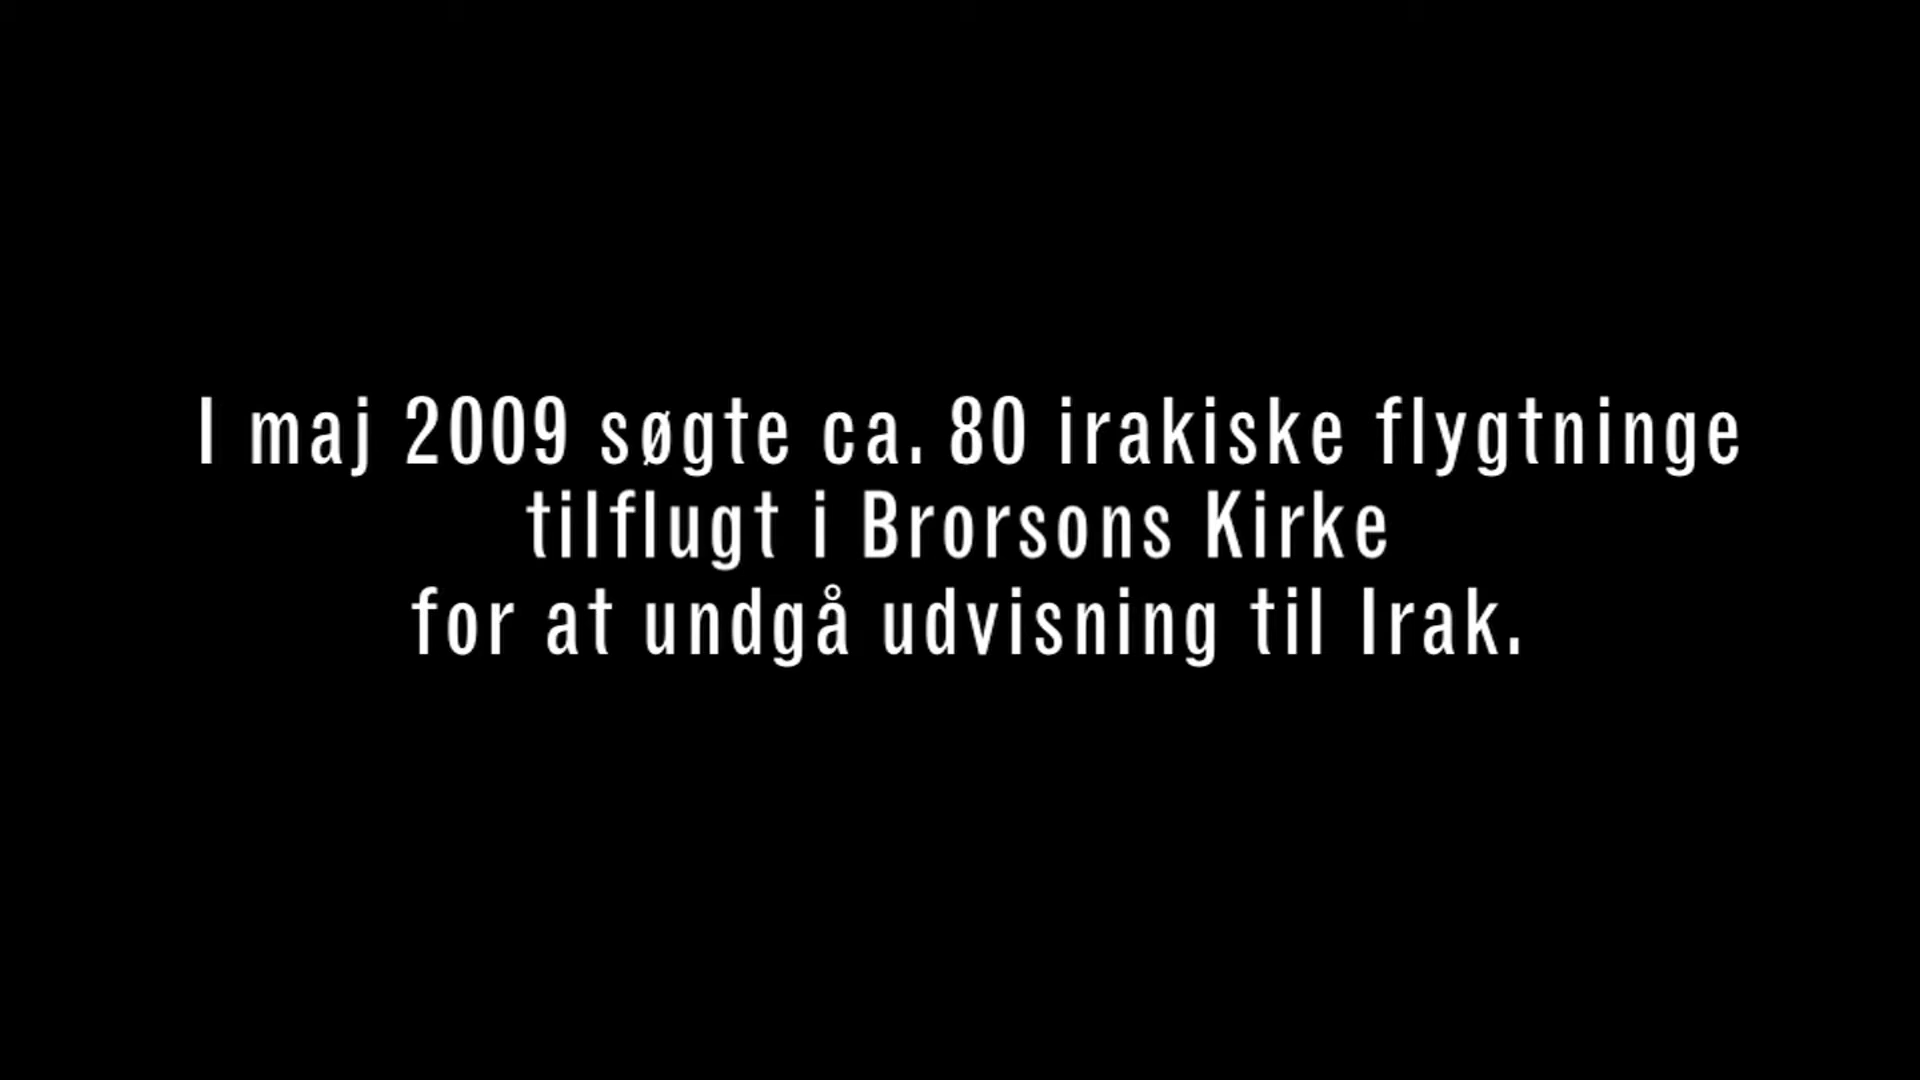 I maj 2009 søgte ca. 80 irakiske flygtninge
tilflugt i Brorsons Kirke
for at undgå udvisning til Irak.